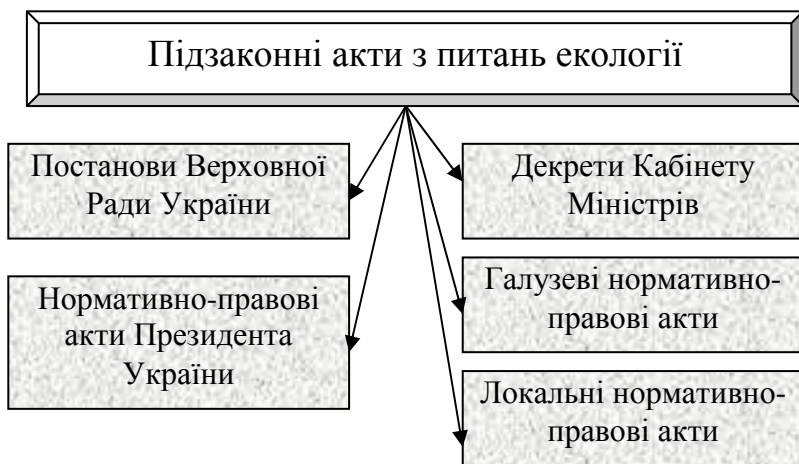 Підзаконні акти з питань екології
Постанови Верховної
Ради України
Нормативно-правові
акти Президента
України
Декрети Кабінету
Міністрів
Галузеві нормативно-
правові акти
Локальні нормативно-
правові акти